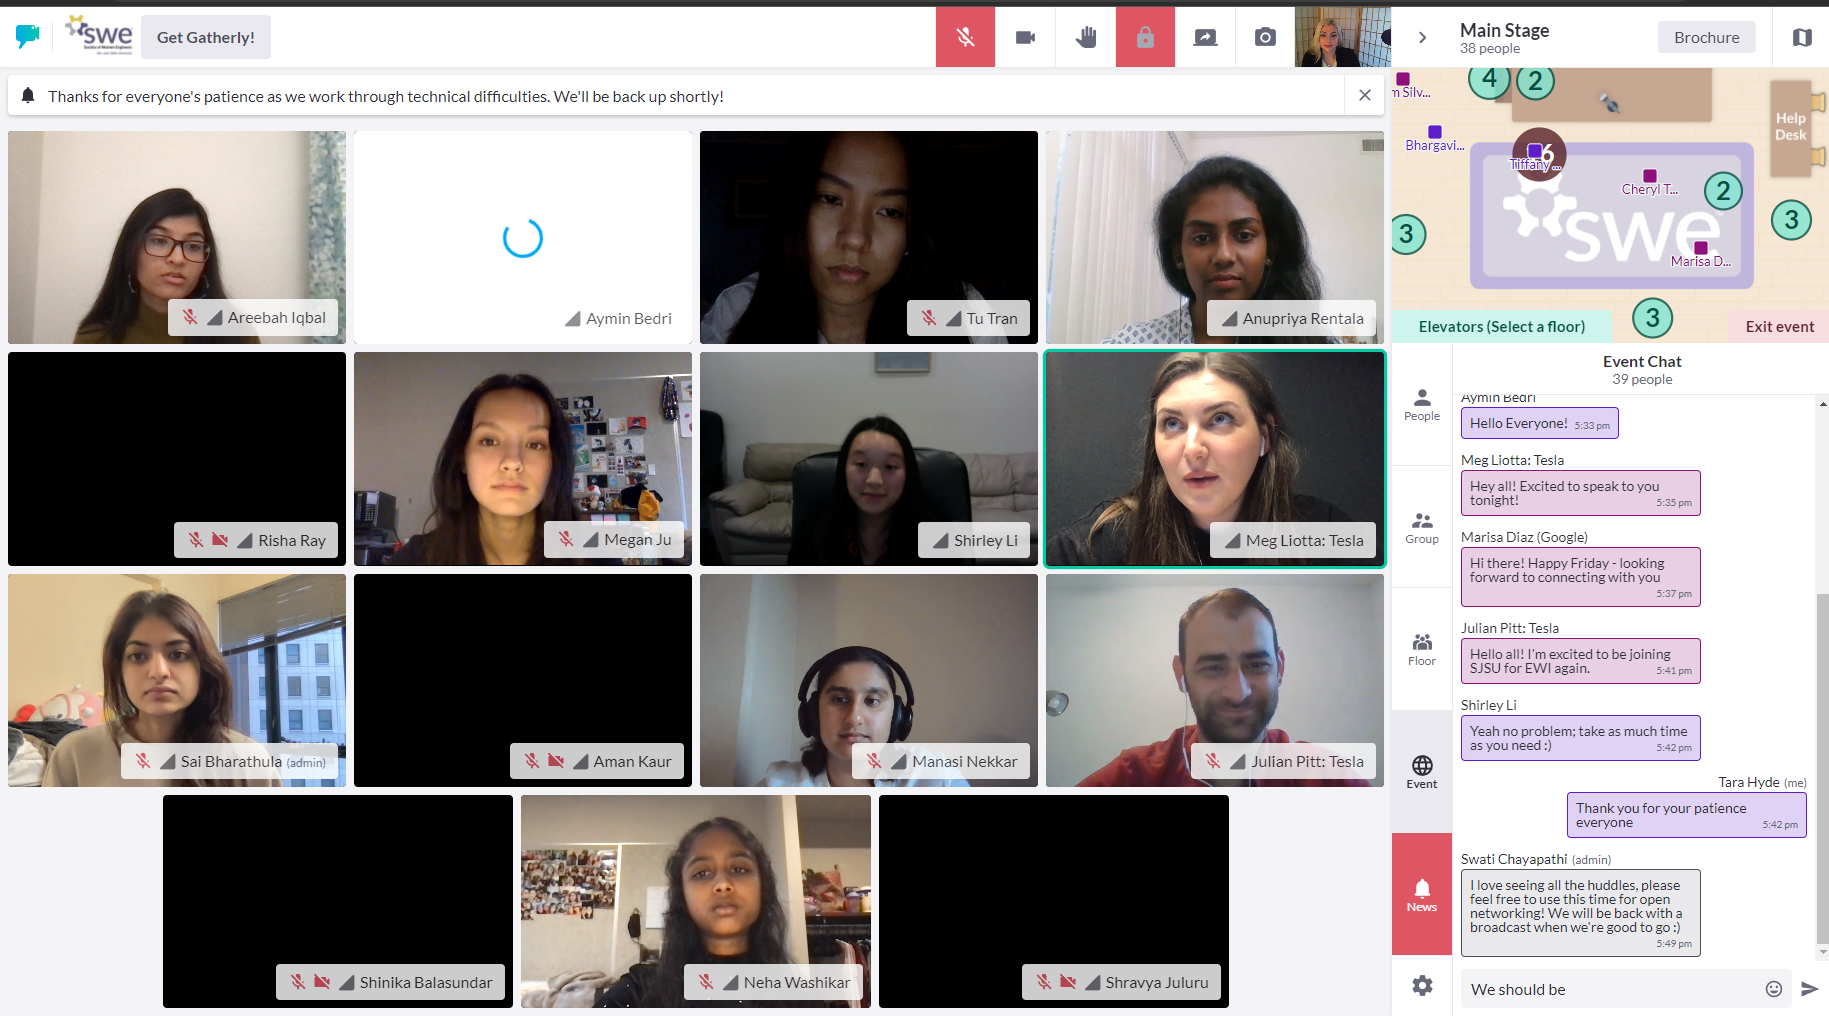 swe
Society of Women Engineers
Get Gatherly!
Main Stage
38 people
Brochure
Thanks for everyone's patience as we work through technical difficulties. We'll be back up shortly!
m Silv...
4
2
Help
Desk
Bhargavi...
6
Tiffany ...
Cheryl T...
2
3
3
swe
Marisa D...
3
Elevators (Select a floor)
Exit event
Areebah Iqbal
Aymin Bedri
Tu Tran
Anupriya Rentala
Risha Ray
Megan Ju
Shirley Li
Meg Liotta: Tesla
Sai Bharathula (admin)
Aman Kaur
Manasi Nekkar
Julian Pitt: Tesla
Shinika Balasundar
Neha Washikar
Shravya Juluru
People
Group
Floor
Event
News
Event Chat
39 people
Aymin Bedri
Hello Everyone! 5:33 pm
Meg Liotta: Tesla
Hey all! Excited to speak to you
tonight! 5:35 pm
Marisa Diaz (Google)
Hi there! Happy Friday - looking
forward to connecting with you
5:37 pm
Julian Pitt: Tesla
Hello all! I'm excited to be joining
SJSU for EWI again. 5:41 pm
Shirley Li
Yeah no problem; take as much time
as you need :) 5:42 pm
Tara Hyde (me)
Thank you for your patience
everyone 5:42 pm
Swati Chayapathi (admin)
I love seeing all the huddles, please
feel free to use this time for open
networking! We will be back with a
broadcast when we're good to go :)
5:49 pm
We should be